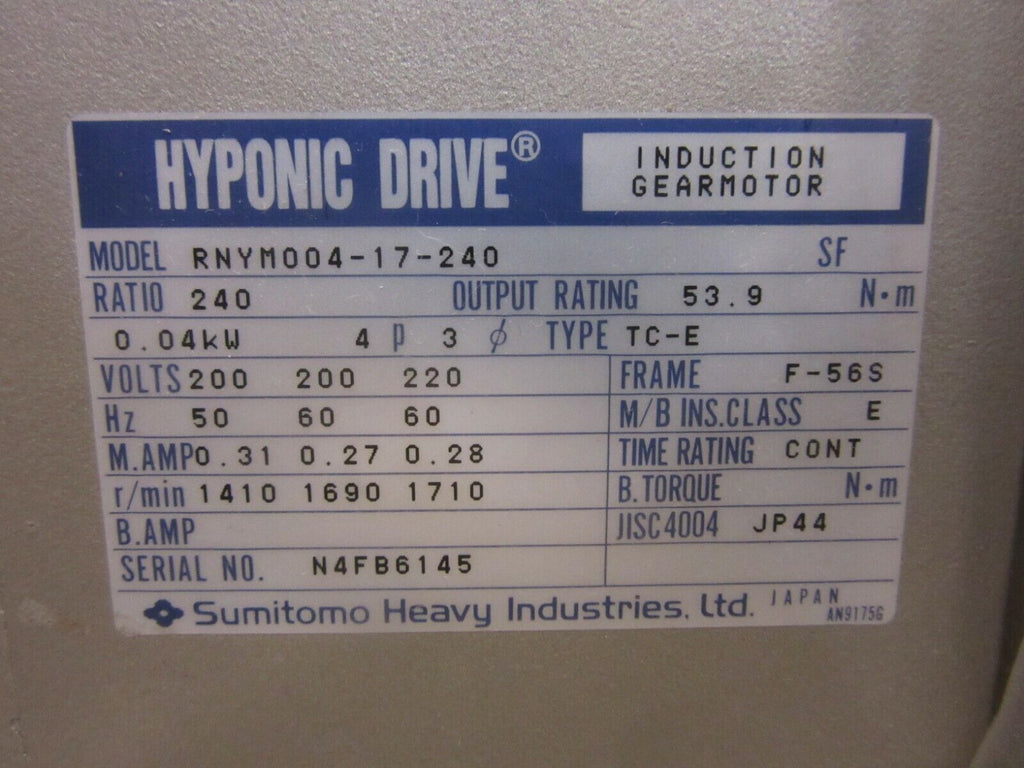 HYPONIC DRIVE®
INDUCTION
GEARMOTOR
MODEL RNYM004-17-240 SF
RATIO 240 OUTPUT RATING 53.9 N•m
0.04kW 4 P 3 ϕ TYPE TC-E
VOLTS 200 200 220
FRAME F-56S
Hz 50 60 60
M/B INS.CLASS E
M.AMP 0.31 0.27 0.28
TIME RATING CONT
r/min 1410 1690 1710
B.TORQUE N•m
B.AMP
JISC4004 JP44
SERIAL NO. N4FB6145
Sumitomo Heavy Industries, Ltd. JAPAN
AN9175G